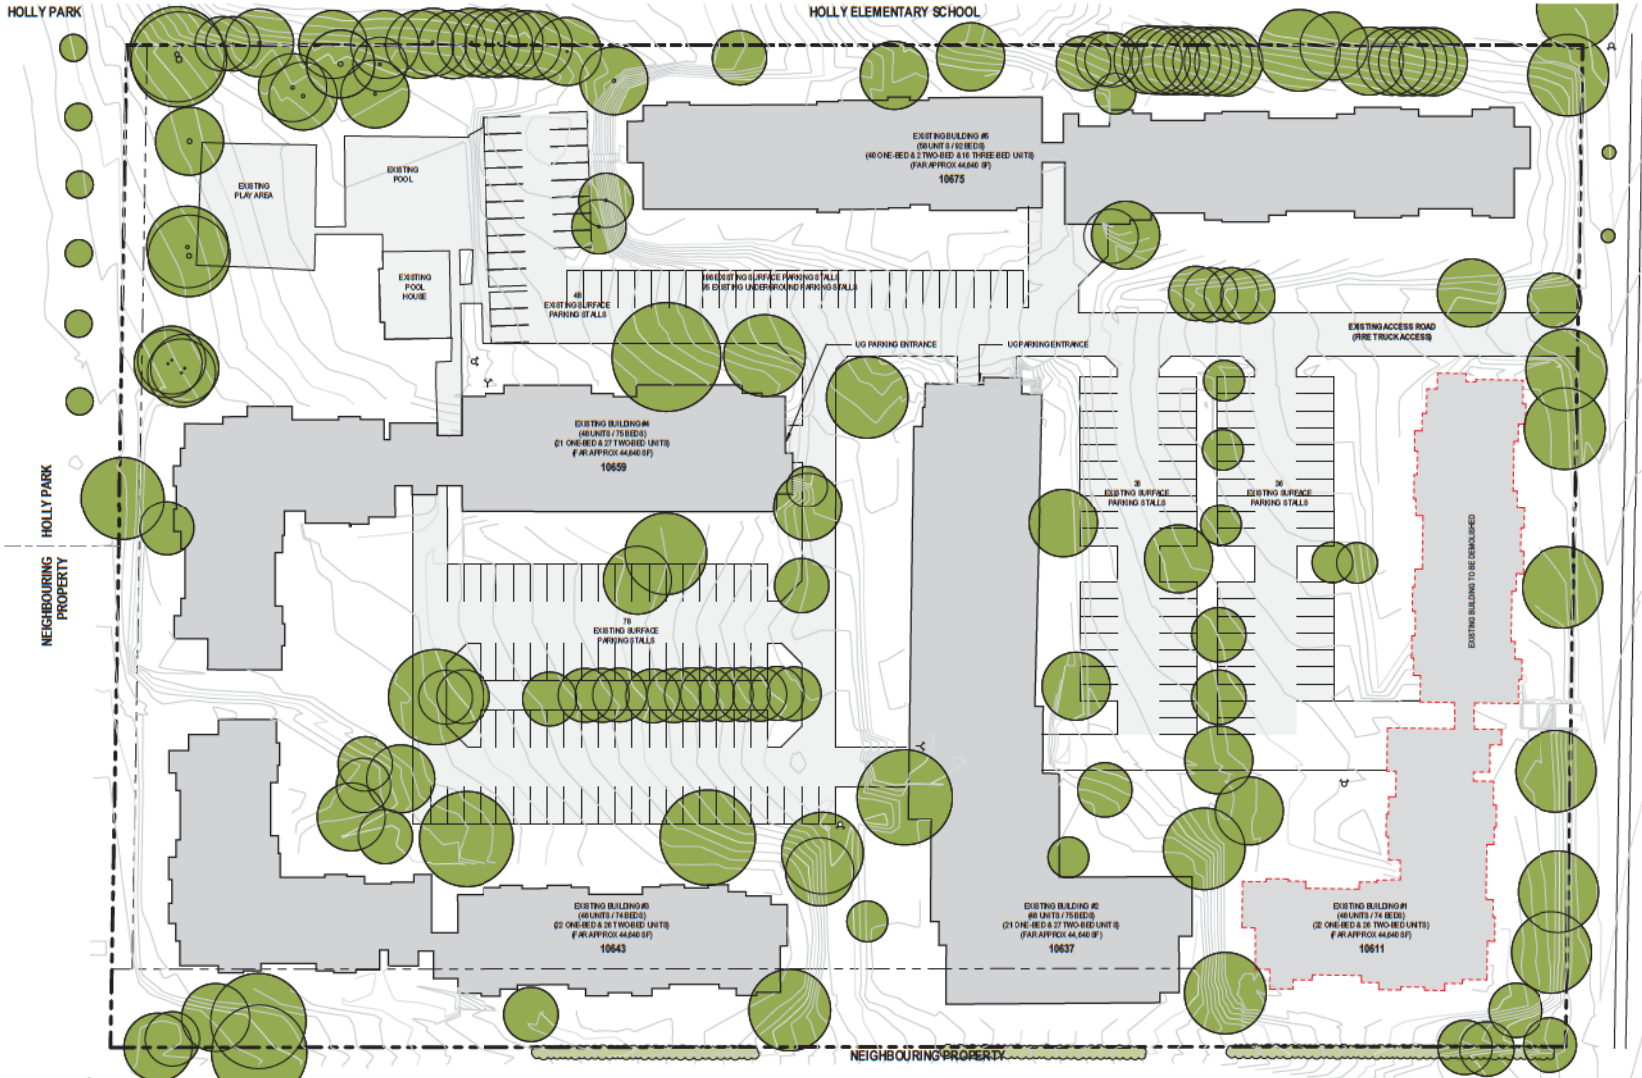 HOLLY PARK
HOLLY ELEMENTARY SCHOOL
EXISTING BUILDING #5
(58 UNITS / 92 BEDS)
(40 ONE-BED & 2 TWO-BED & 16 THREE-BED UNITS)
(FAR APPROX 44,640 SF)
10675
EXISTING
PLAY AREA
EXISTING
POOL
EXISTING
POOL
HOUSE
48
EXISTING SURFACE
PARKING STALLS
198 EXISTING SURFACE PARKING STALLS
95 EXISTING UNDERGROUND PARKING STALLS
EXISTING ACCESS ROAD
(FIRE TRUCK ACCESS)
UG PARKING ENTRANCE
UG PARKING ENTRANCE
EXISTING BUILDING #4
(48 UNITS / 75 BEDS)
(21 ONE-BED & 27 TWO-BED UNITS)
(FAR APPROX 44,640 SF)
10659
HOLLY PARK
NEIGHBOURING
PROPERTY
EXISTING SURFACE
PARKING STALLS
36
EXISTING SURFACE
PARKING STALLS
EXISTING BUILDING TO BE DEMOLISHED
78
EXISTING SURFACE
PARKING STALLS
EXISTING BUILDING #3
(48 UNITS / 74 BEDS)
(22 ONE-BED & 26 TWO-BED UNITS)
(FAR APPROX 44,640 SF)
10643
EXISTING BUILDING #2
(48 UNITS / 75 BEDS)
(21 ONE-BED & 27 TWO-BED UNITS)
(FAR APPROX 44,640 SF)
10637
EXISTING BUILDING #1
(48 UNITS / 74 BEDS)
(22 ONE-BED & 26 TWO-BED UNITS)
(FAR APPROX 44,640 SF)
10611
NEIGHBOURING PROPERTY